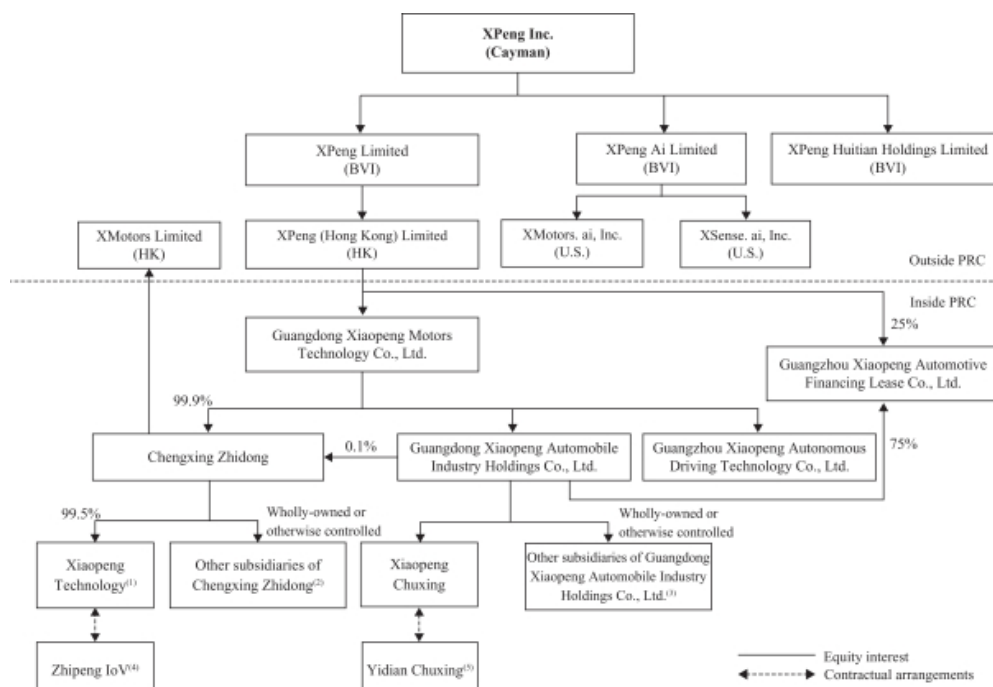 XPeng Inc.
(Cayman)
XPeng Limited
(BVI)
XPeng Ai Limited
(BVI)
XPeng Huitian Holdings Limited
(BVI)
XMotors Limited
(HK)
XPeng (Hong Kong) Limited
(HK)
XMotors. ai, Inc.
(U.S.)
XSense. ai, Inc.
(U.S.)
Outside PRC
Inside PRC
Guangdong Xiaopeng Motors
Technology Co., Ltd.
25%
Guangzhou Xiaopeng Automotive
Financing Lease Co., Ltd.
99.9%
Chengxing Zhidong
0.1%
Guangdong Xiaopeng Automobile
Industry Holdings Co., Ltd.
Guangzhou Xiaopeng Autonomous
Driving Technology Co., Ltd.
75%
99.5%
Wholly-owned or
otherwise controlled
Wholly-owned or
otherwise controlled
Xiaopeng
Technology(1)
Other subsidiaries of
Chengxing Zhidong(2)
Xiaopeng
Chuxing
Other subsidiaries of Guangdong
Xiaopeng Automobile Industry
Holdings Co., Ltd.(3)
Zhipeng IoV(4)
Yidian Chuxing(5)
Equity interest
Contractual arrangements